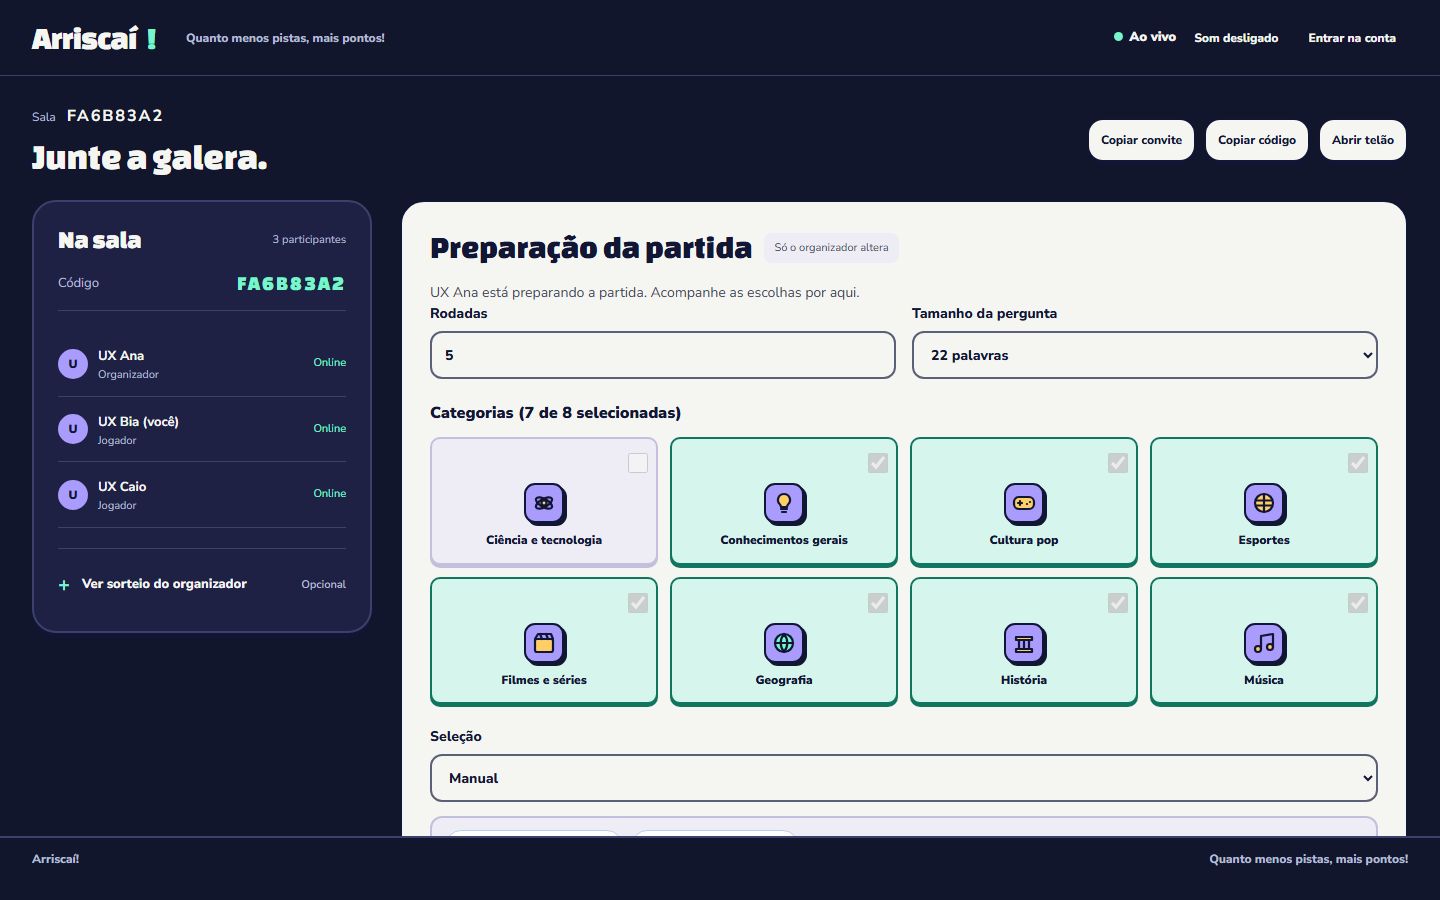 Arriscaí !
Quanto menos pistas, mais pontos!
Ao vivo
Som desligado
Entrar na conta
Sala FA6B83A2
Junte a galera.
Copiar convite
Copiar código
Abrir telão
Na sala
3 participantes
Código
FA6B83A2
U
UX Ana
Organizador
Online
U
UX Bia (você)
Jogador
Online
U
UX Caio
Jogador
Online
+ Ver sorteio do organizador
Opcional
Preparação da partida
Só o organizador altera
UX Ana está preparando a partida. Acompanhe as escolhas por aqui.
Rodadas
5
Tamanho da pergunta
22 palavras
Categorias (7 de 8 selecionadas)
Ciência e tecnologia
Conhecimentos gerais
Cultura pop
Esportes
Filmes e séries
Geografia
História
Música
Seleção
Manual
Arriscaí!
Quanto menos pistas, mais pontos!